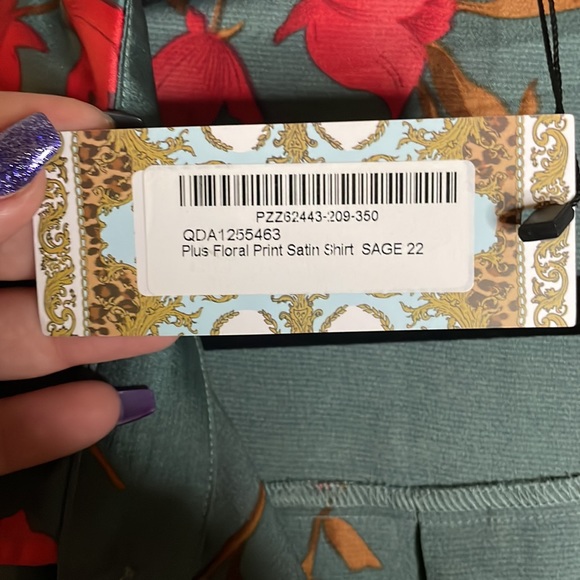 PZZ62443-209-350
QDA1255463
Plus Floral Print Satin Shirt SAGE 22